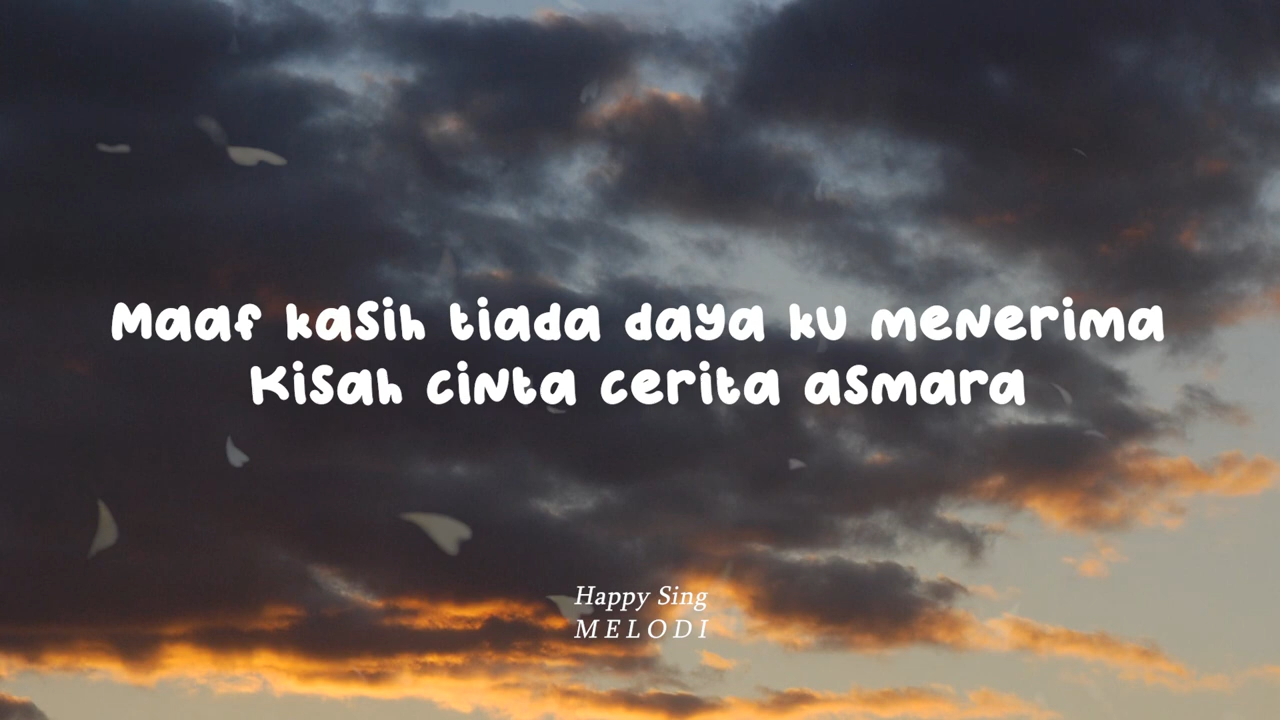 Maaf kasih tiada daya ku menerima
Kisah cinta cerita asmara
Happy Sing
MELODI